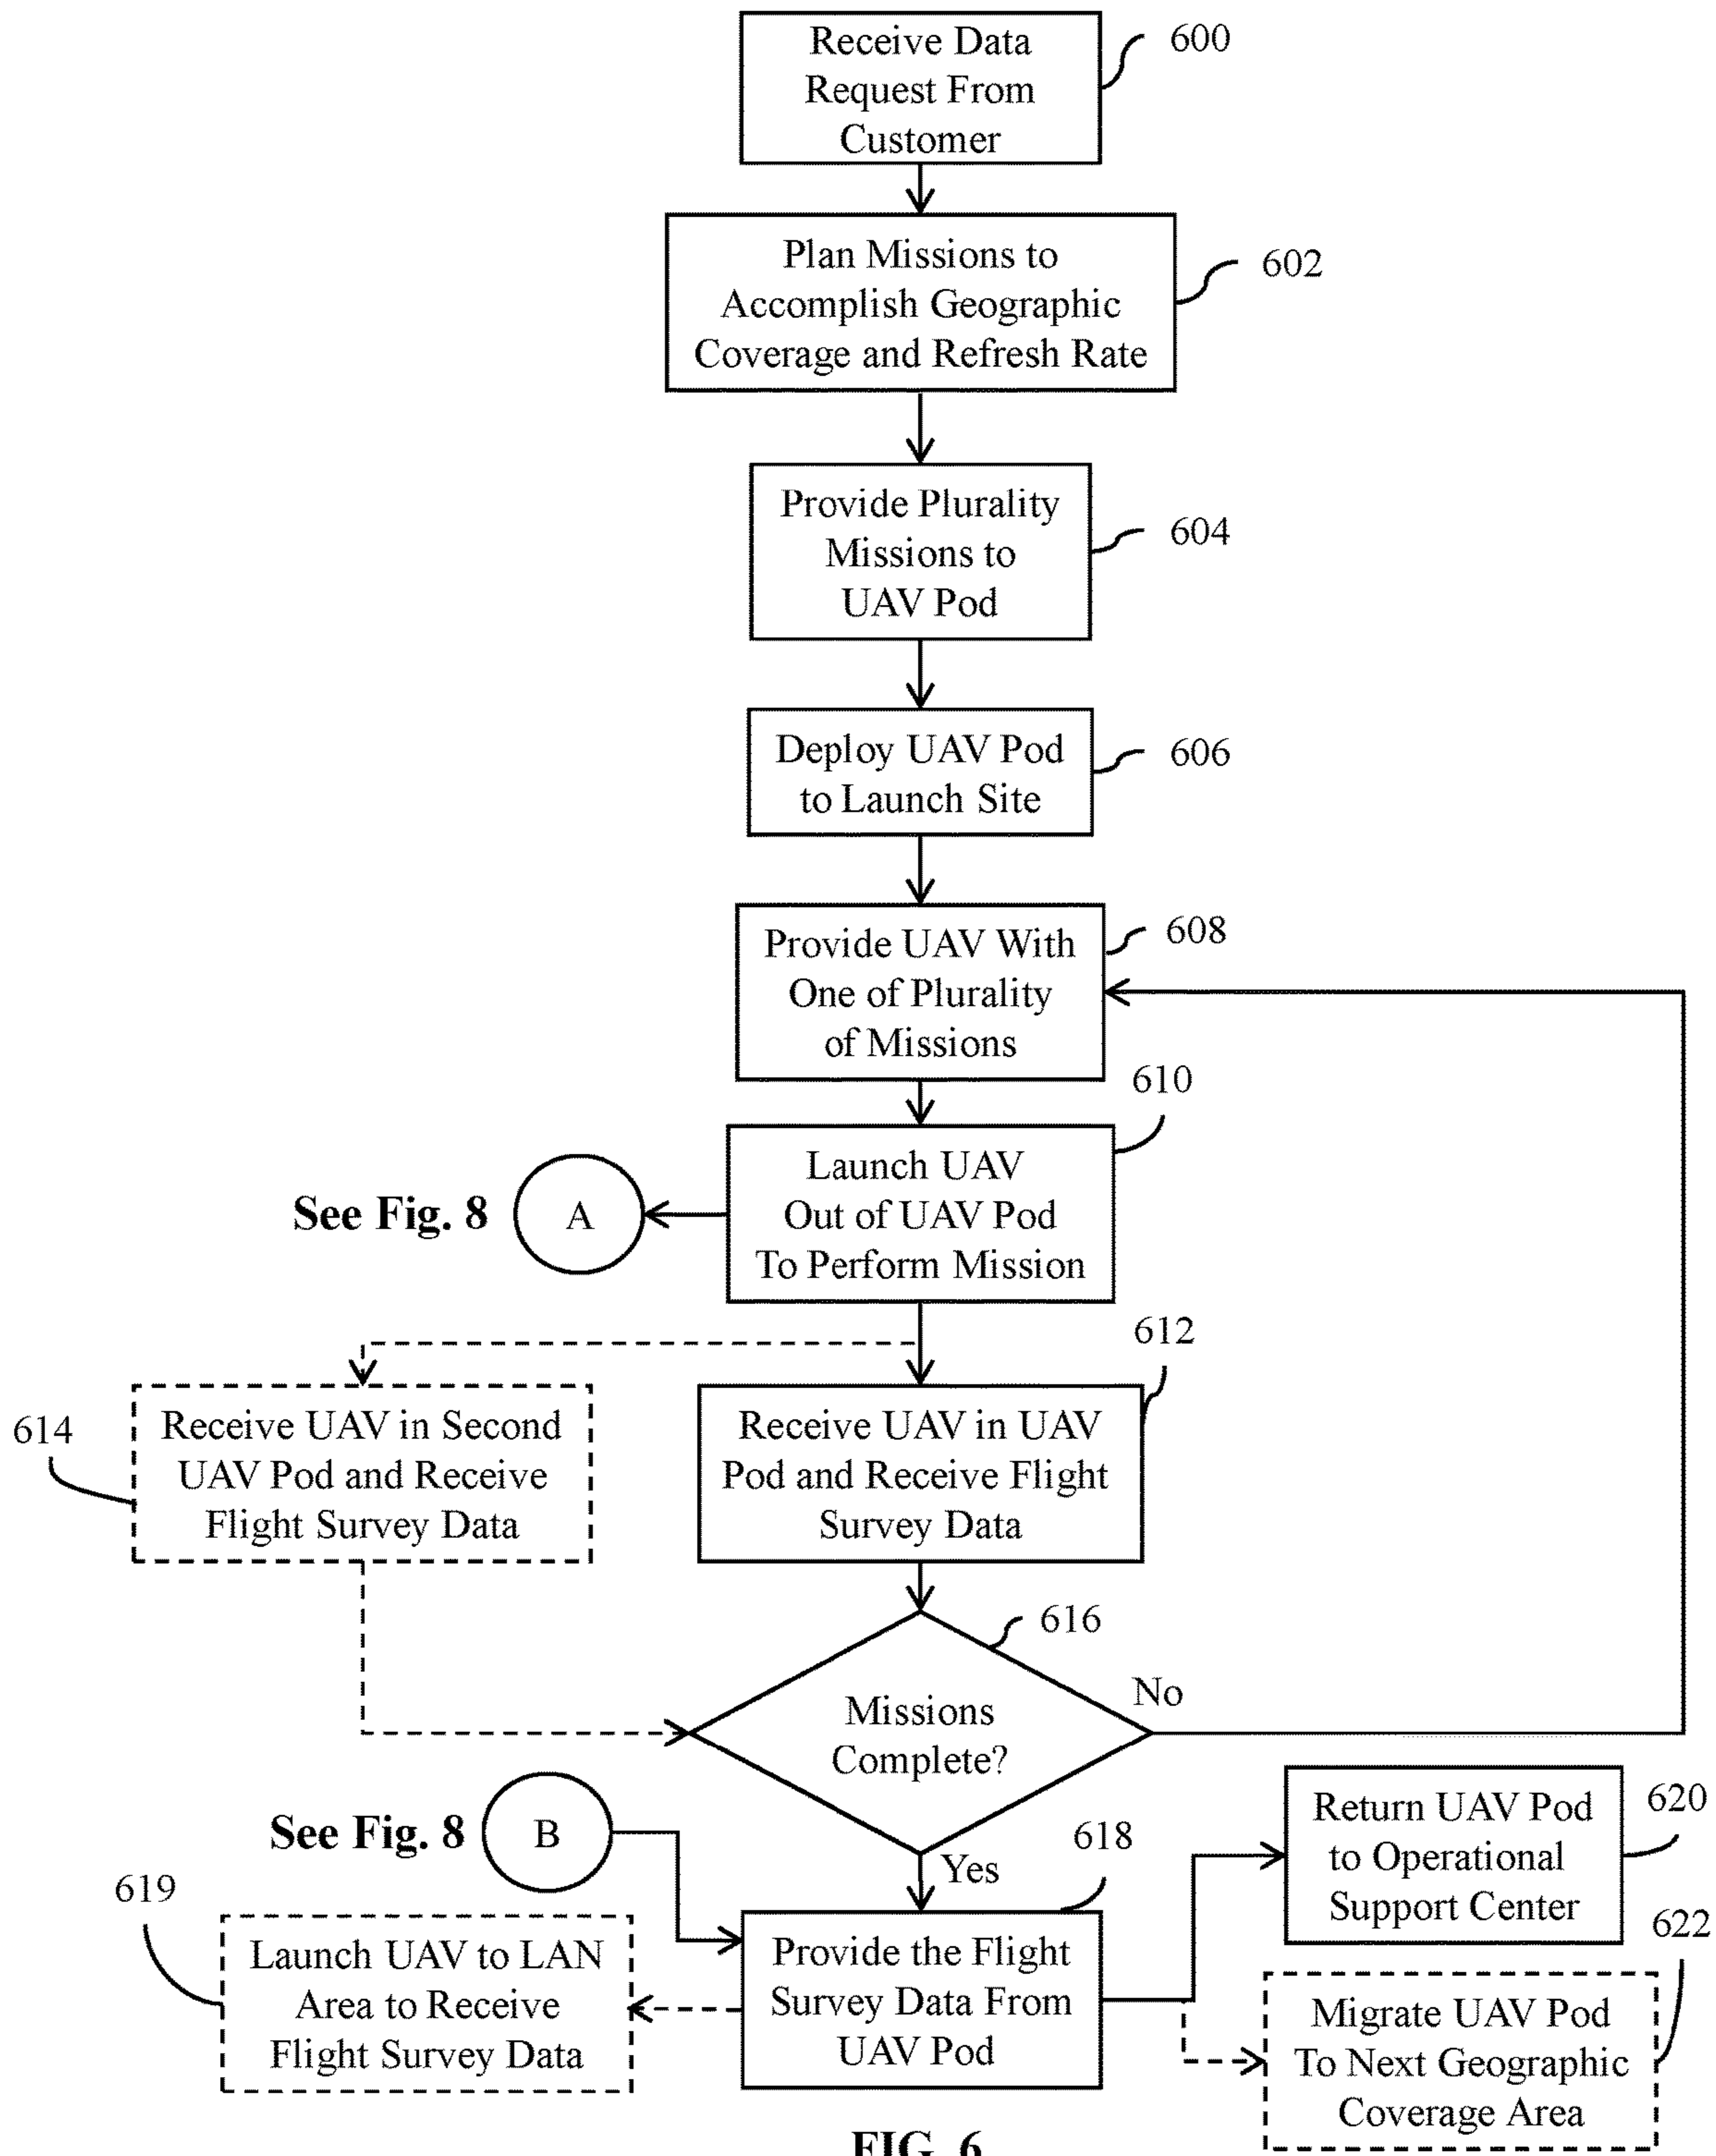 Receive Data
Request From
Customer
600
Plan Missions to
Accomplish Geographic
Coverage and Refresh Rate
602
Provide Plurality
Missions to
UAV Pod
604
Deploy UAV Pod
to Launch Site
606
Provide UAV With
One of Plurality
of Missions
608
610
Launch UAV
Out of UAV Pod
To Perform Mission
See Fig. 8
A
612
614
Receive UAV in Second
UAV Pod and Receive
Flight Survey Data
Receive UAV in UAV
Pod and Receive Flight
Survey Data
616
Missions
Complete?
No
Yes
See Fig. 8
B
618
619
Launch UAV to LAN
Area to Receive
Flight Survey Data
Provide the Flight
Survey Data From
UAV Pod
Return UAV Pod
to Operational
Support Center
620
622
Migrate UAV Pod
To Next Geographic
Coverage Area
FIG. 6